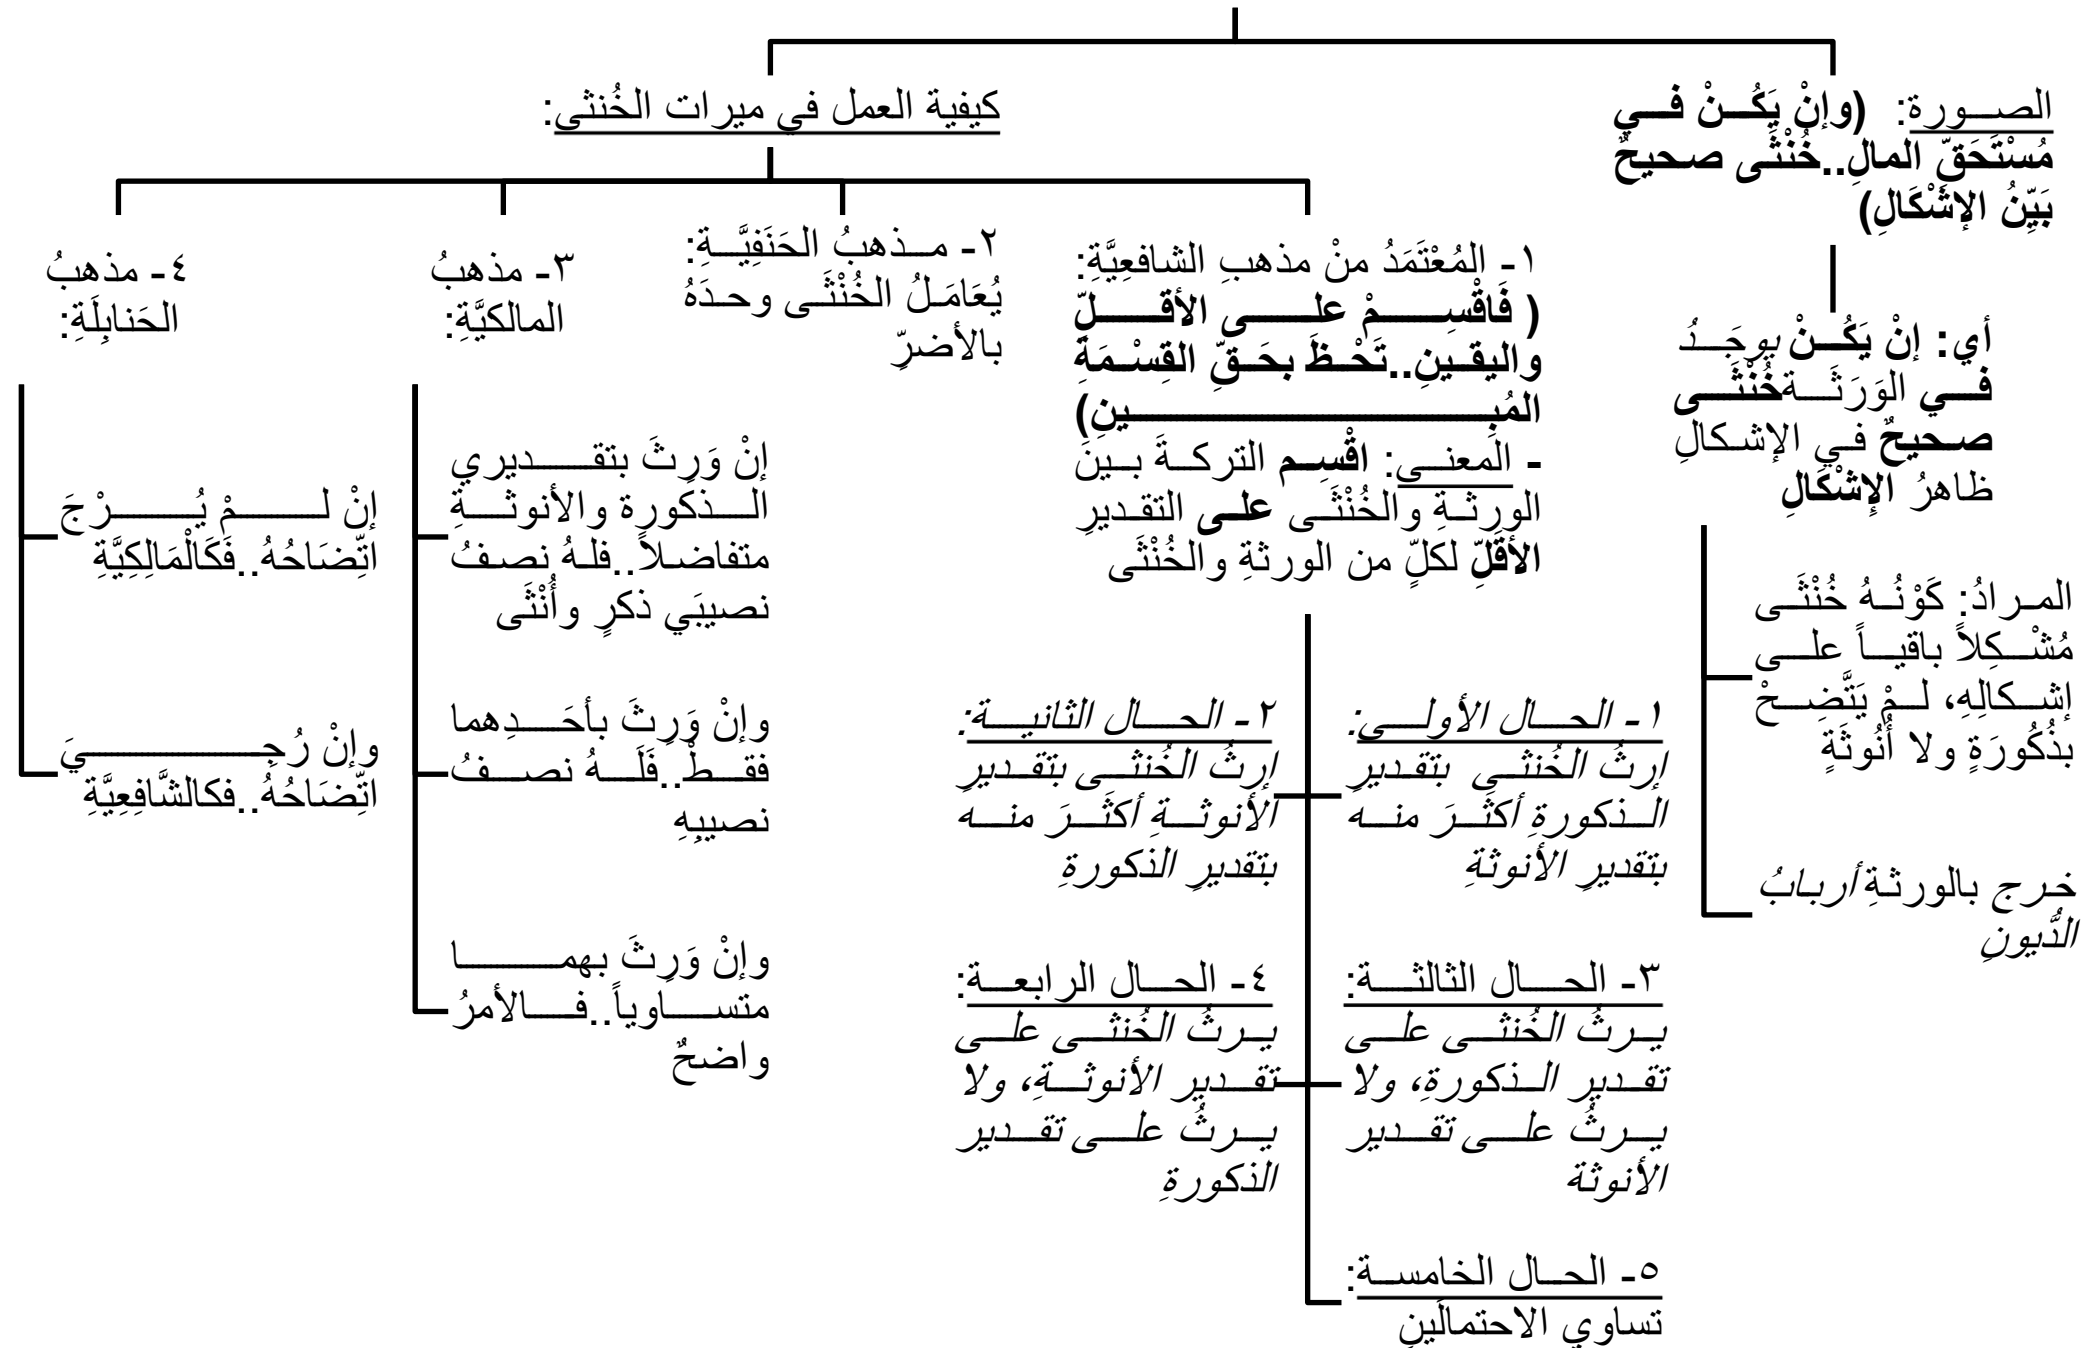 الصورة: (وإنْ يَكُنْ في
مُسْتَحَقِّ المالِ..خُنْثَى صحيحٌ
بَيِّنُ الإشْكَالِ)
أي: إنْ يَكُنْ يوجَدُ
في الوَرَثَةِ خُنْثَى
صحيحٌ في الإشكالِ
ظاهرُ الإشْكَالِ
المرادُ: كَوْنُهُ خُنْثَى
مُشْكِلاً باقياً على
إشكالِهِ، لمْ يَتَّضِحْ
بذُكُورَةٍ ولا أُنُوثَةٍ
خرج بالورثةِ أربابُ
الدُّيونِ
كيفية العمل في ميرات الخُنثى:
١- المُعْتَمَدُ منْ مذهبِ الشافعِيَّةِ:
( فَاقْسِمْ على الأقلِّ
واليقينِ..تَحْظَ بحَقِّ القِسْمَةِ
المُبِينِ)
- المعنى: اقْسِم التركةَ بينَ
الورثةِ والخُنْثَى على التقديرِ
الأقَلِّ لكلٍّ من الورثةِ والخُنْثَى
١- الحال الأولى:
إرثُ الخُنثى بتقديرِ
الذكورةِ أكثَرَ منه
بتقديرِ الأنوثةِ
٢- الحال الثانية:
إرثُ الخُنثى بتقديرِ
الأنوثةِ أكثَرَ منه
بتقديرِ الذكورةِ
٣- الحال الثالثة:
يرثُ الخُنثى على
تقدير الذكورةِ، ولا
يرثُ على تقدير
الأنوثة
٤- الحال الرابعة:
يرثُ الخُنثى على
تقدير الأنوثةِ، ولا
يرثُ على تقدير
الذكورةِ
٥- الحال الخامسة:
تساوي الاحتمالَينِ
٢- مذهبُ الحَنَفِيَّةِ:
يُعَامَلُ الخُنْثَى وحدَهُ
بالأضرِّ
٣- مذهبُ
المالكيَّةِ:
إنْ وَرِثَ بتقديري
الذكورةِ والأنوثةِ
متفاضلاً..فلهُ نصفُ
نصيبَي ذكرٍ وأُنْثَى
وإنْ وَرِثَ بأحَدِهما
فقطْ..فَلَهُ نصفُ
نصيبِهِ
وإنْ وَرِثَ بهما
متساوياً..فالأمرُ
واضحٌ
٤- مذهبُ
الحَنابِلَةِ:
إنْ لمْ يُرْجَ
اتِّضَاحُهُ..فَكَالْمَالِكِيَّةِ
وإنْ رُجِيَ
اتِّضَاحُهُ..فكالشَّافِعِيَّةِ